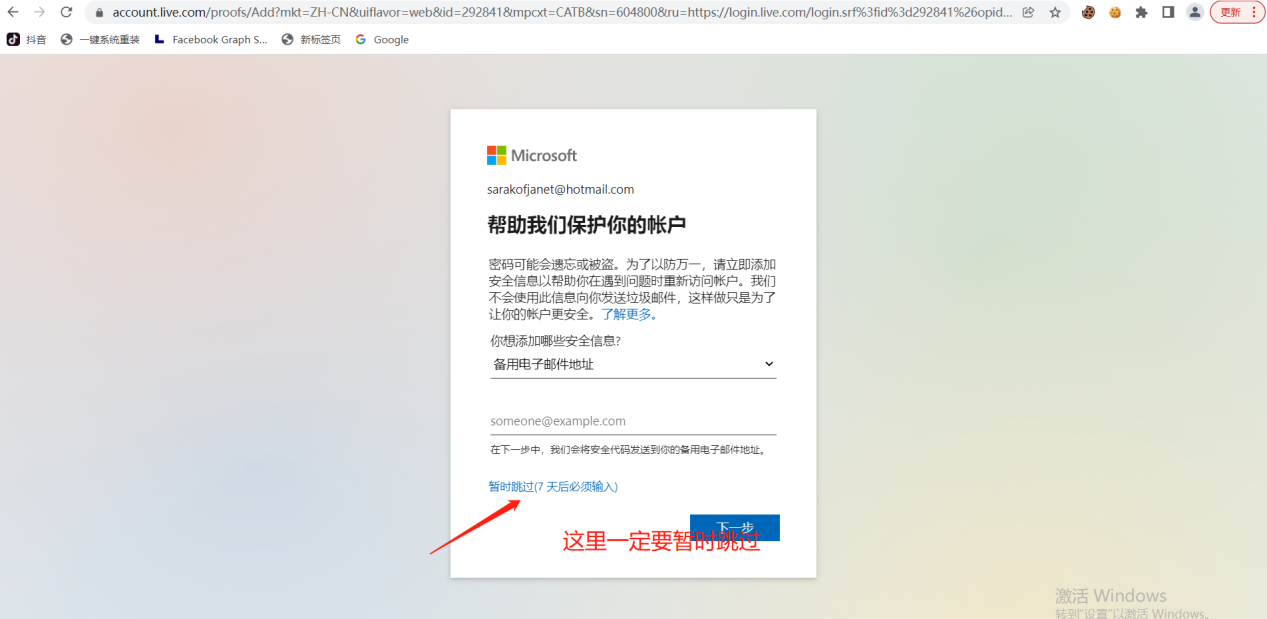 account.live.com/proofs/Add?mkt=ZH-CN&uiflavor=web&id=292841&mpcxt=CATB&sn=604800&ru=https://login.live.com/login.srf%3fid%3d292841%26opid...
更新
抖音 一键系统重装 Facebook Graph S... 新标签页 Google
Microsoft
sarakofjanet@hotmail.com
帮助我们保护你的帐户
密码可能会遗忘或被盗。为了以防万一，请立即添加
安全信息以帮助你在遇到问题时重新访问帐户。我们
不会使用此信息向你发送垃圾邮件，这样做只是为了
让你的帐户更安全。了解更多。
你想添加哪些安全信息?
备用电子邮件地址
someone@example.com
在下一步中，我们会将安全代码发送到你的备用电子邮件地址。
暂时跳过(7 天后必须输入)
下一步
这里一定要暂时跳过
激活 Windows
转到"设置"以激活 Windows。